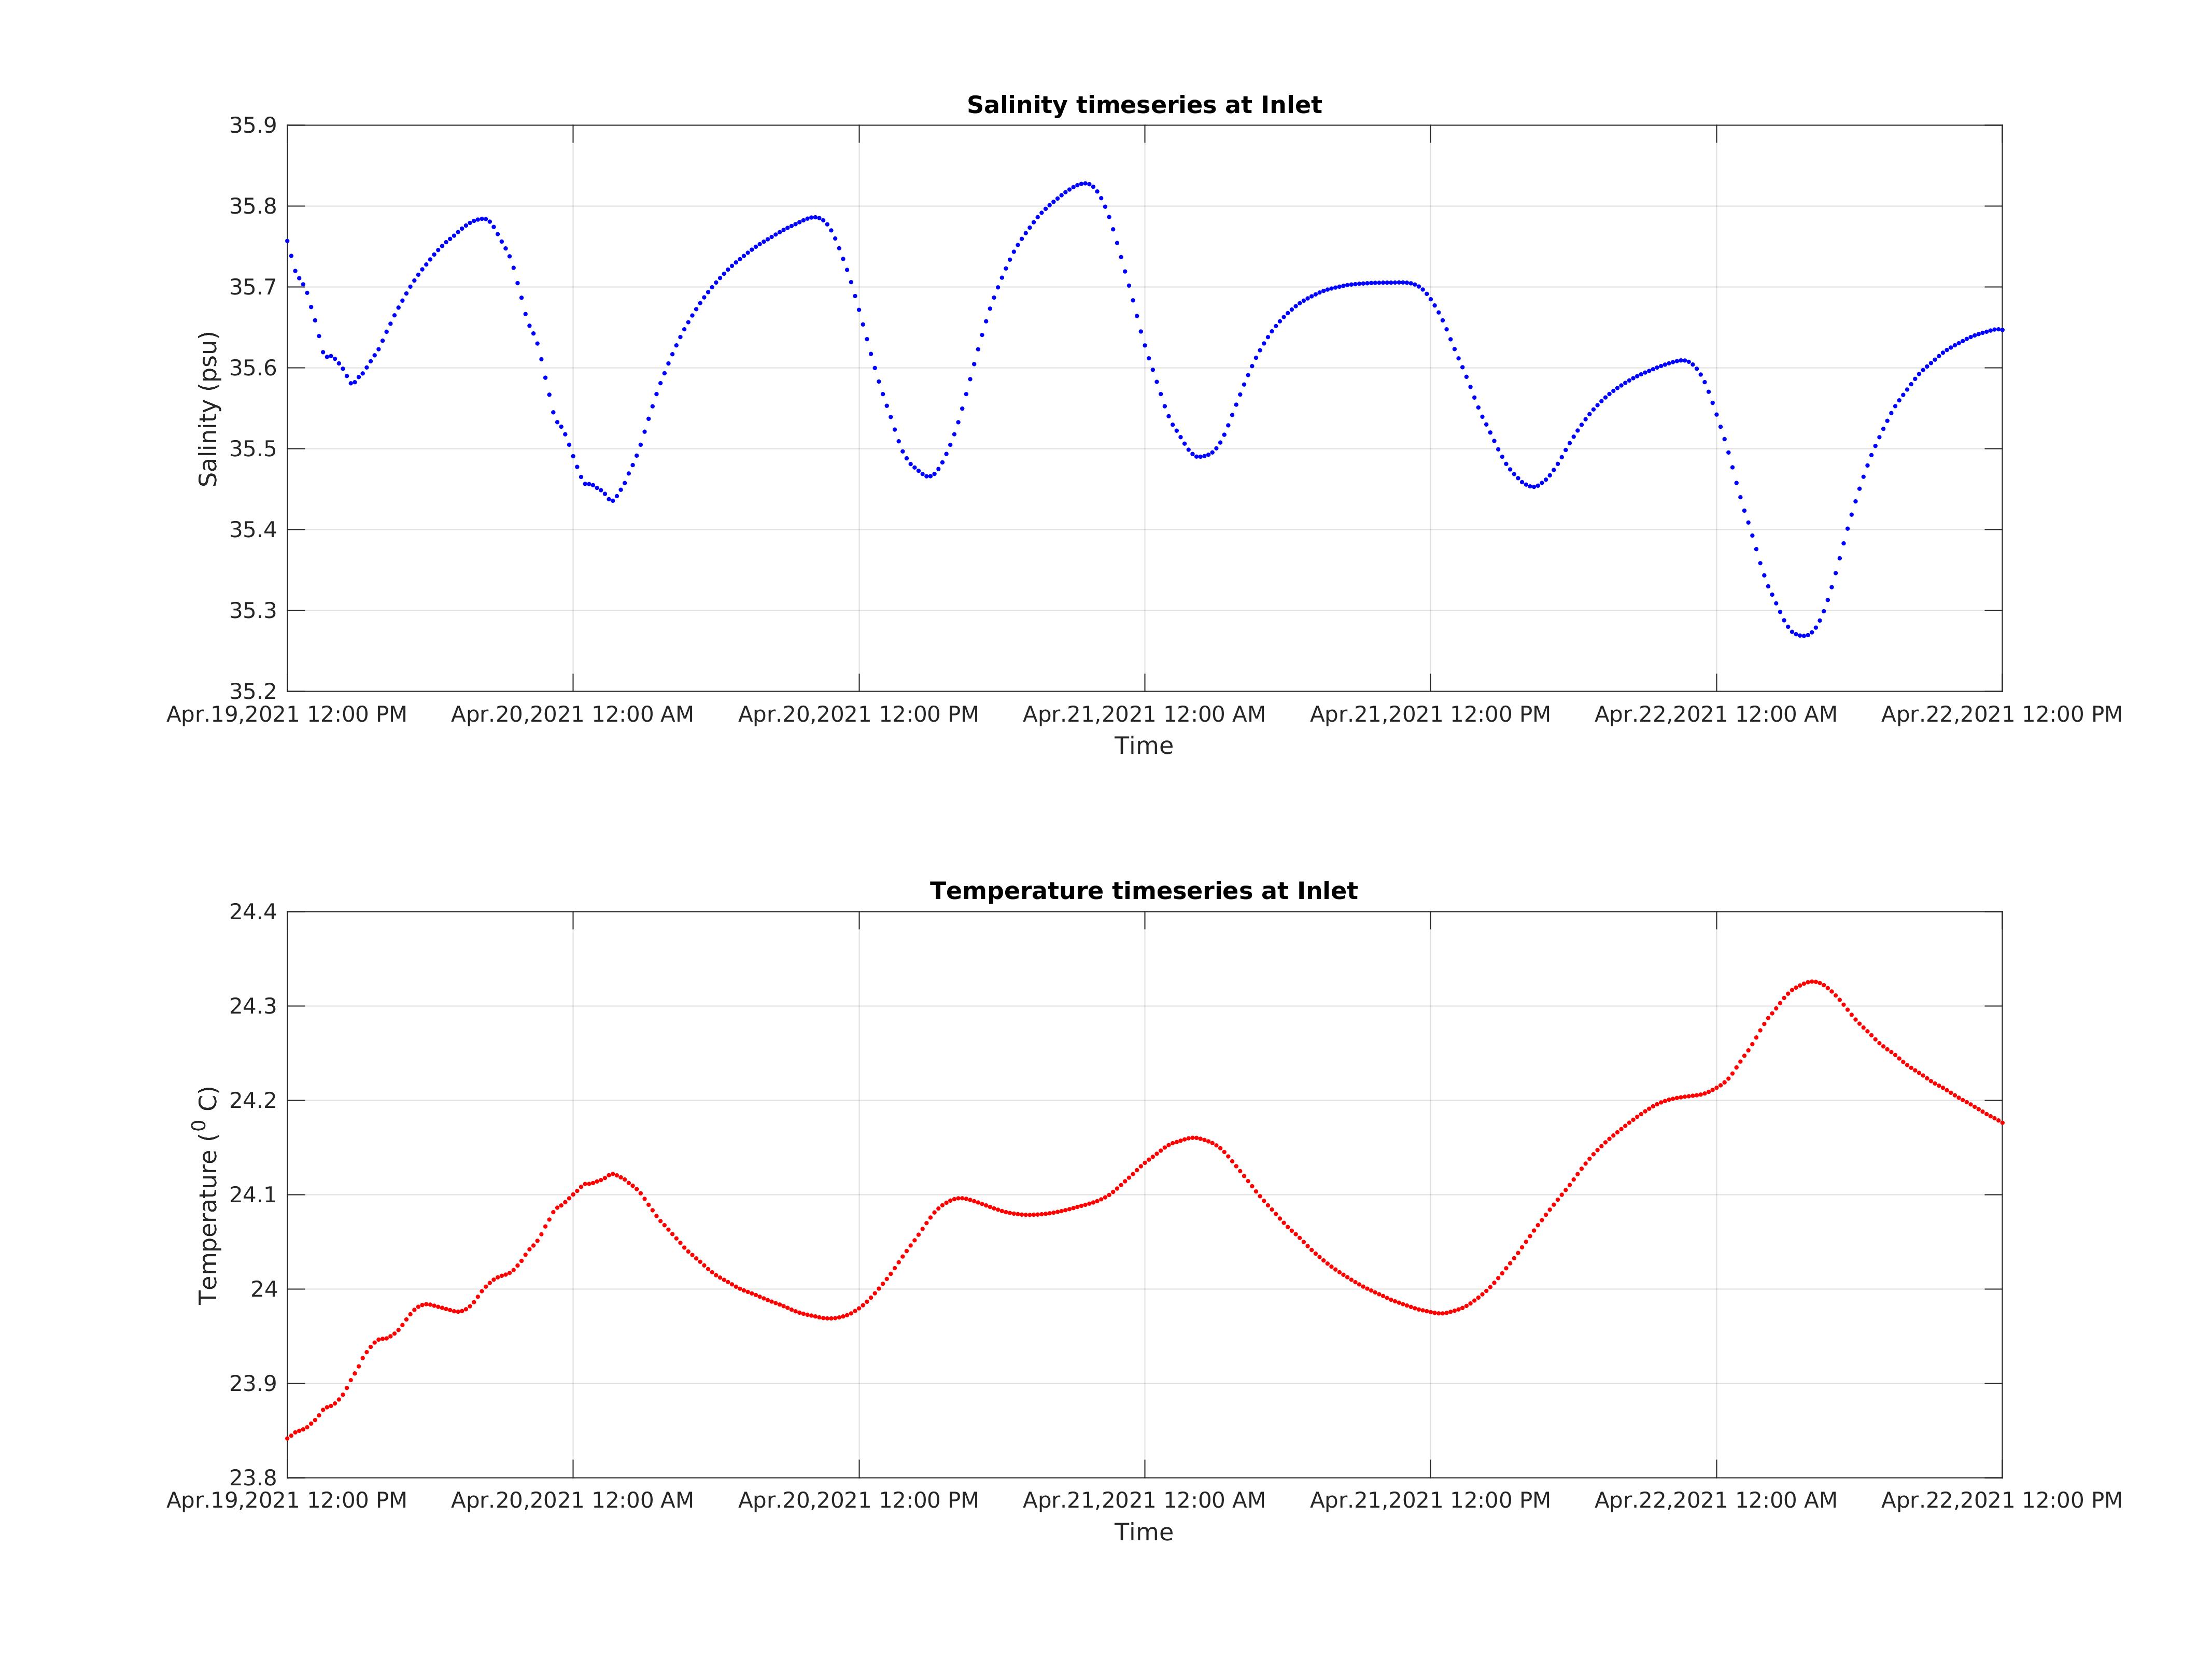 Salinity timeseries at Inlet
35.9
35.8
35.7
35.6
35.5
35.4
35.3
35.2
Salinity (psu)
Apr.19,2021 12:00 PM Apr.20,2021 12:00 AM Apr.20,2021 12:00 PM Apr.21,2021 12:00 AM Apr.21,2021 12:00 PM Apr.22,2021 12:00 AM Apr.22,2021 12:00 PM
Time
Temperature timeseries at Inlet
24.4
24.3
24.2
24.1
24
23.9
23.8
Temperature (⁰ C)
Apr.19,2021 12:00 PM Apr.20,2021 12:00 AM Apr.20,2021 12:00 PM Apr.21,2021 12:00 AM Apr.21,2021 12:00 PM Apr.22,2021 12:00 AM Apr.22,2021 12:00 PM
Time